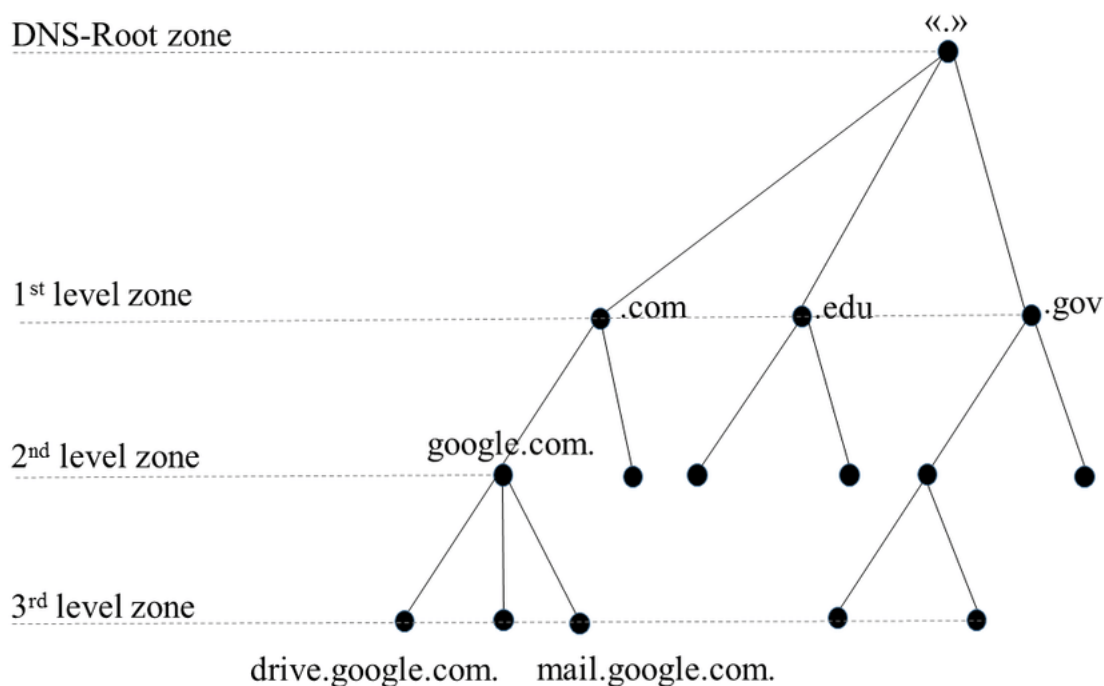 «.»
DNS-Root zone
1st level zone
.com
.edu
.gov
google.com.
2nd level zone
3rd level zone
drive.google.com.
mail.google.com.